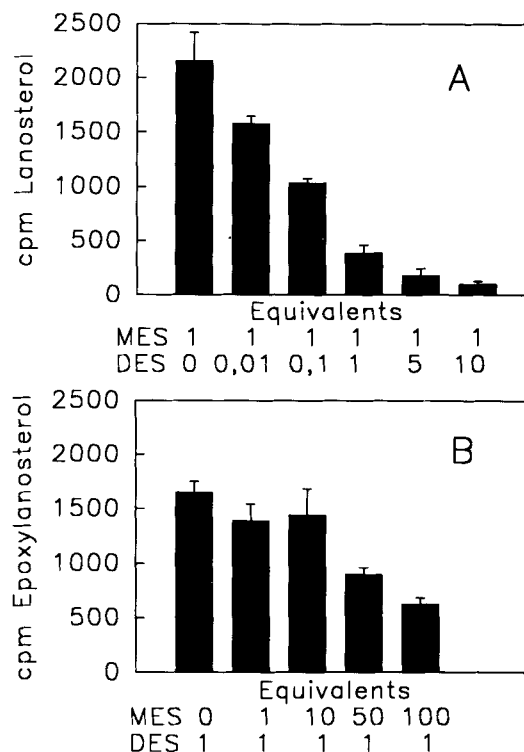 2500
A
2000
1500
1000
500
0
cpm Lanosterol
Equivalents
MES 1 1 1 1 1 1
DES 0 0,01 0,1 1 5 10
2500
B
2000
1500
1000
500
0
cpm Epoxylanosterol
Equivalents
MES 0 1 10 50 100
DES 1 1 1 1 1